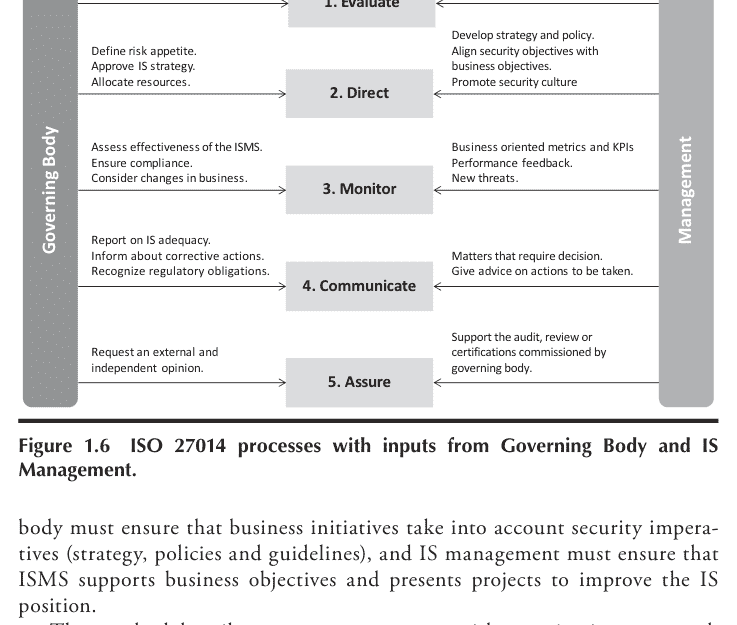 1. Evaluate
Define risk appetite.
Approve IS strategy.
Allocate resources.
2. Direct
Develop strategy and policy.
Align security objectives with
business objectives.
Promote security culture
Governing Body
Assess effectiveness of the ISMS.
Ensure compliance.
Consider changes in business.
3. Monitor
Business oriented metrics and KPIs
Performance feedback.
New threats.
Management
Report on IS adequacy.
Inform about corrective actions.
Recognize regulatory obligations.
4. Communicate
Matters that require decision.
Give advice on actions to be taken.
Request an external and
independent opinion.
5. Assure
Support the audit, review or
certifications commissioned by
governing body.
Figure 1.6 ISO 27014 processes with inputs from Governing Body and IS
Management.
body must ensure that business initiatives take into account security impera-
tives (strategy, policies and guidelines), and IS management must ensure that
ISMS supports business objectives and presents projects to improve the IS
position.